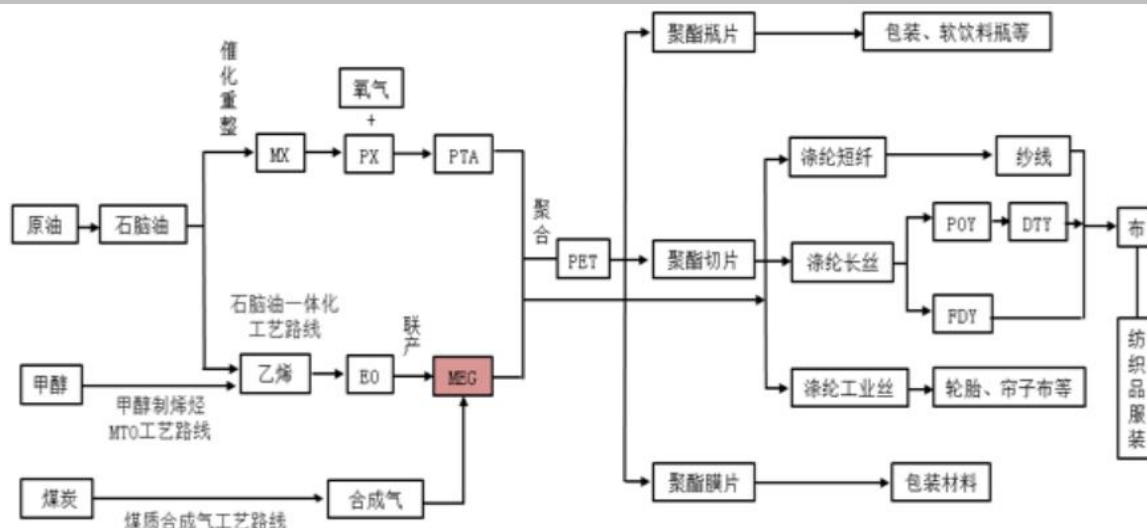 催化重整
氧气
+
MX
PX
PTA
原油
石脑油
聚合
PET
石脑油一体化
工艺路线
联产
乙烯
EO
MEG
甲醇
甲醇制烯烃
MTO工艺路线
煤炭
合成气
煤质合成气工艺路线
聚酯瓶片
包装、软饮料瓶等
涤纶短纤
纱线
聚酯切片
涤纶长丝
POY
DTY
FDY
布
涤纶工业丝
轮胎、帘子布等
纺织品服装
聚酯膜片
包装材料